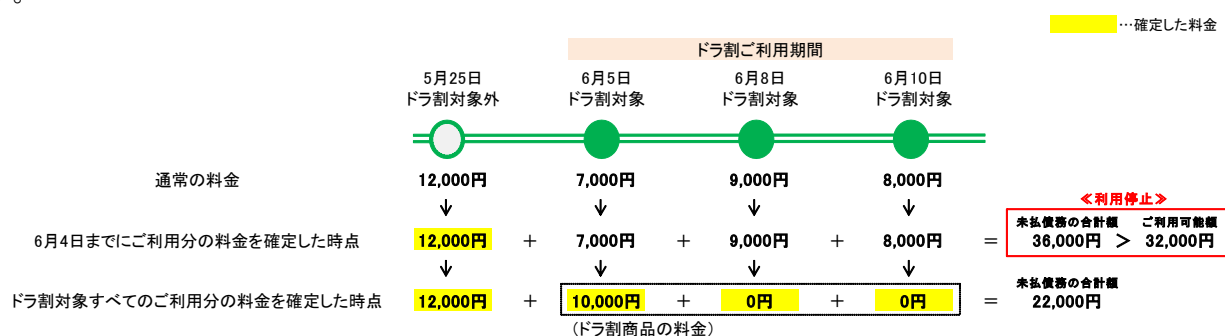 。
…確定した料金
ドラ割ご利用期間
5月25日 6月5日 6月8日 6月10日
ドラ割対象外 ドラ割対象 ドラ割対象 ドラ割対象
通常の料金 12,000円 7,000円 9,000円 8,000円
↓ ↓ ↓ ↓
≪利用停止≫
未払債務の合計額 ご利用可能額
6月4日までにご利用分の料金を確定した時点 12,000円 + 7,000円 + 9,000円 + 8,000円 = 36,000円 > 32,000円
↓ ↓ ↓ ↓
未払債務の合計額
ドラ割対象すべてのご利用分の料金を確定した時点 12,000円 + 10,000円 + 0円 + 0円 = 22,000円
(ドラ割商品の料金)